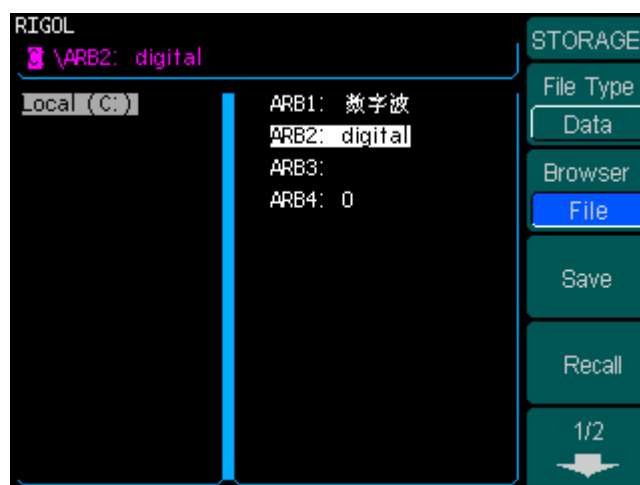 RIGOL
\ARB2: digital
Local (C:)
ARB1: 数字波
ARB2: digital
ARB3:
ARB4: 0
STORAGE
File Type
Data
Browser
File
Save
Recall
1/2